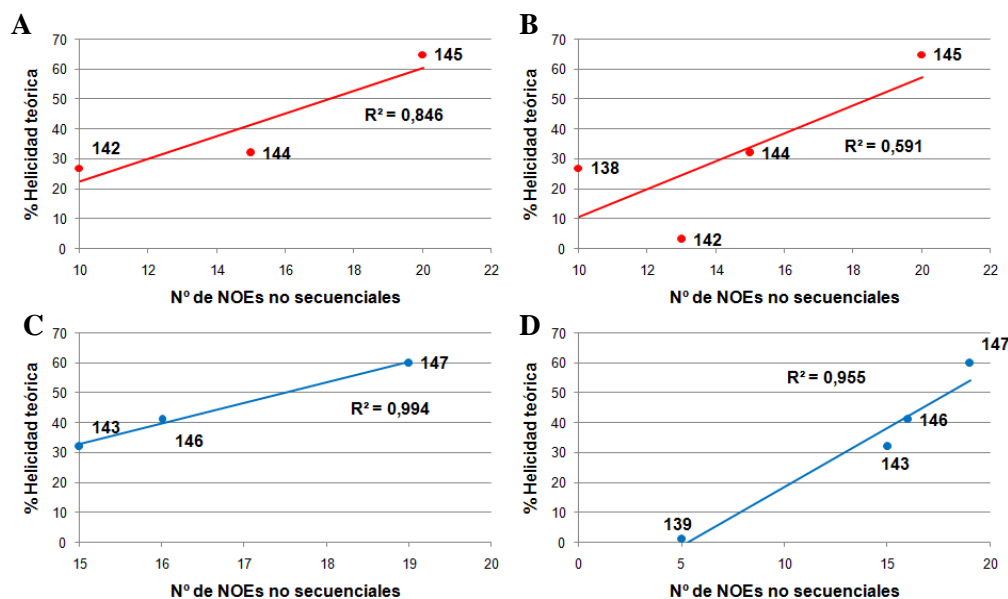 A
% Helicidad teórica
70
60
50
40
30
20
10
0
142
144
145
R² = 0,846
10 12 14 16 18 20 22
Nº de NOEs no secuenciales
B
% Helicidad teórica
70
60
50
40
30
20
10
0
138
142
144
145
R² = 0,591
10 12 14 16 18 20 22
Nº de NOEs no secuenciales
C
% Helicidad teórica
70
60
50
40
30
20
10
0
143
146
147
R² = 0,994
15 16 17 18 19 20
Nº de NOEs no secuenciales
D
% Helicidad teórica
70
60
50
40
30
20
10
0
139
143
146
147
R² = 0,955
0 5 10 15 20
Nº de NOEs no secuenciales